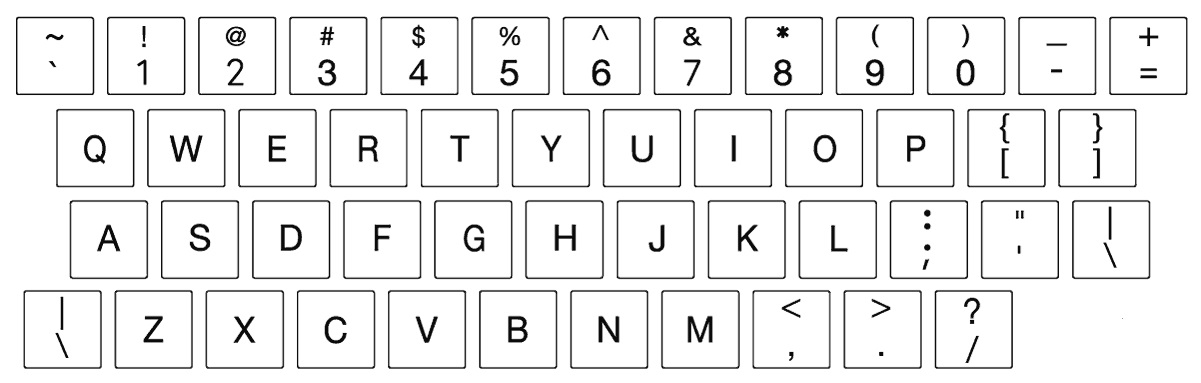 ~ ! @ # $ % ^ & * ( ) _ +
` 1 2 3 4 5 6 7 8 9 0 - =
Q W E R T Y U I O P { }
[ ]
A S D F G H J K L : " |
; ' \
| Z X C V B N M < > ?
\ , . /